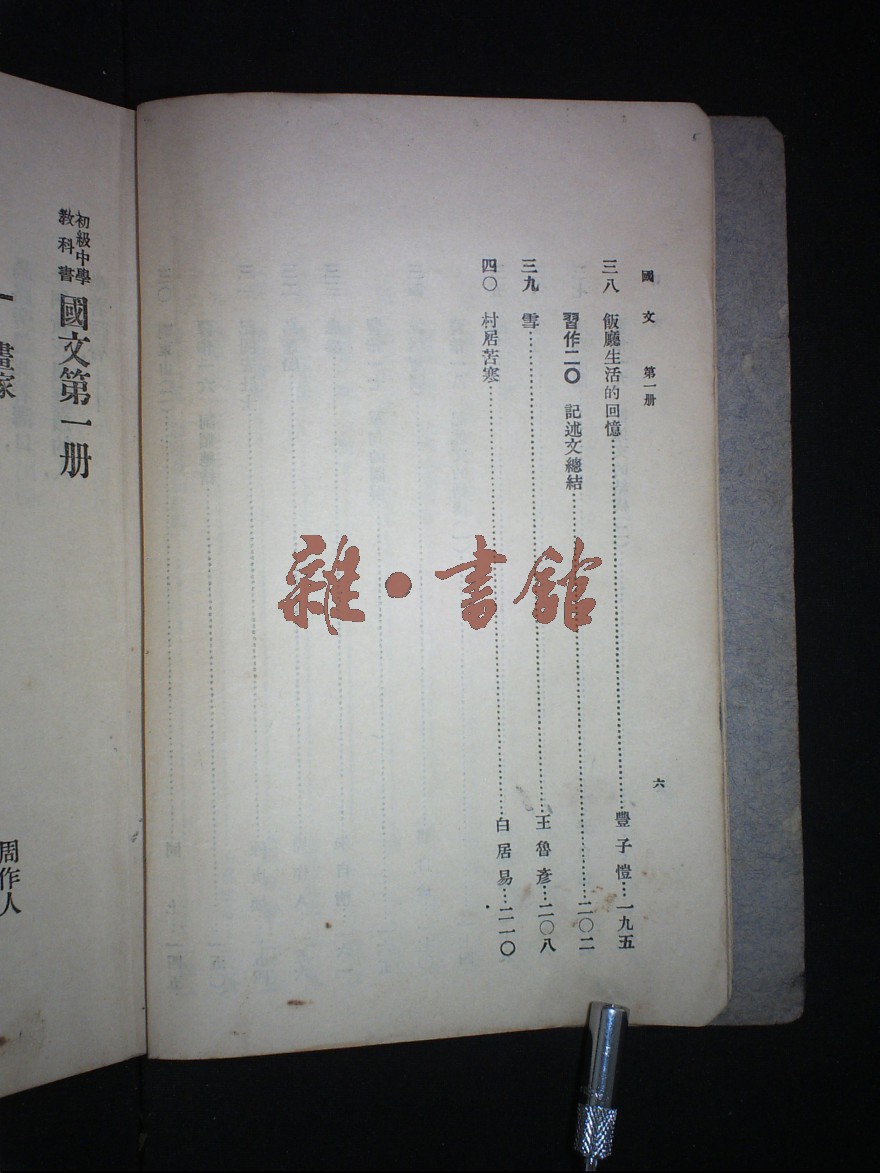 國文 第一册 六
三八 飯廳生活的回憶……豐子愷…一九五
習作二〇 記述文總結……二〇二
三九 雪……王魯彥…二〇八
四〇 村居苦寒……白居易…二一〇
初級中學
教科書
國文第一册
一 畫家 周作人
雜·書館